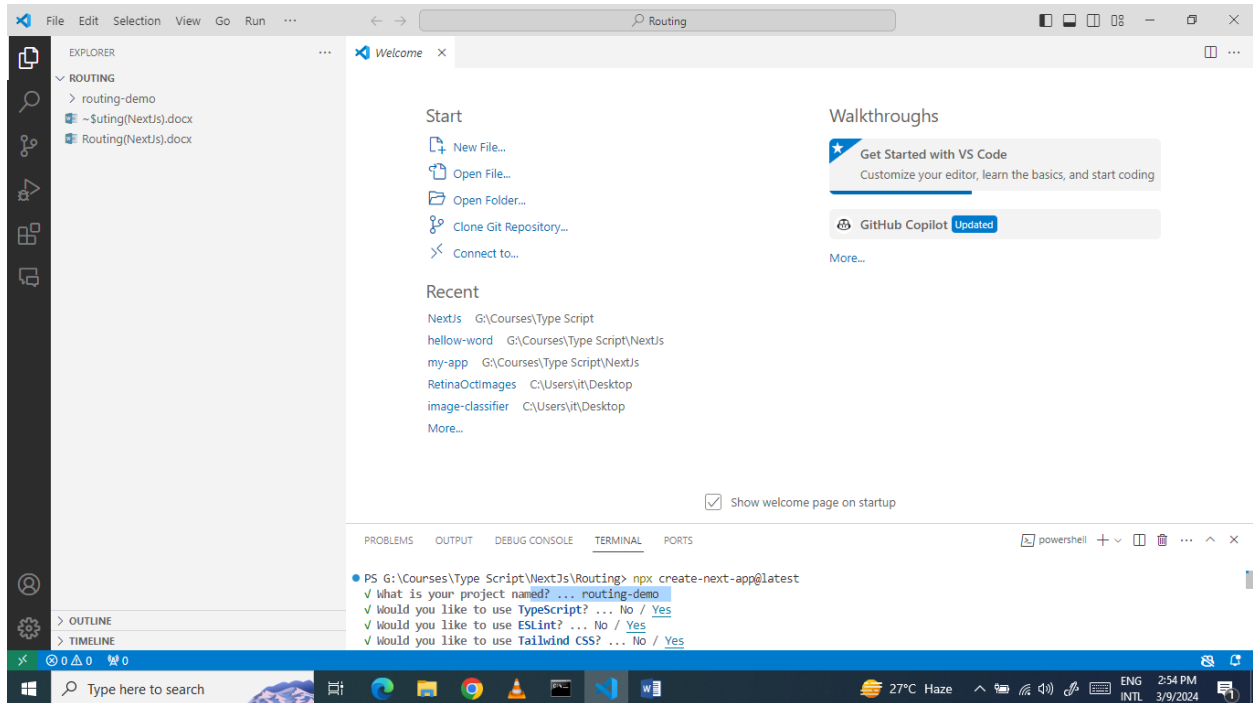 File Edit Selection View Go Run ...
Routing
EXPLORER
Welcome
ROUTING
routing-demo
~$uting(NextJs).docx
Routing(NextJs).docx
Start
New File...
Open File...
Open Folder...
Clone Git Repository...
Connect to...
Recent
NextJs G:\Courses\Type Script
hellow-word G:\Courses\Type Script\NextJs
my-app G:\Courses\Type Script\NextJs
RetinaOctImages C:\Users\it\Desktop
image-classifier C:\Users\it\Desktop
More...
Walkthroughs
Get Started with VS Code
Customize your editor, learn the basics, and start coding
GitHub Copilot Updated
More...
Show welcome page on startup
PROBLEMS OUTPUT DEBUG CONSOLE TERMINAL PORTS
powershell
PS G:\Courses\Type Script\NextJs\Routing> npx create-next-app@latest
√ What is your project named? ... routing-demo
√ Would you like to use TypeScript? ... No / Yes
√ Would you like to use ESLint? ... No / Yes
√ Would you like to use Tailwind CSS? ... No / Yes
OUTLINE
TIMELINE
0 0 0
Type here to search
27°C Haze
ENG
INTL
2:54 PM
3/9/2024
1